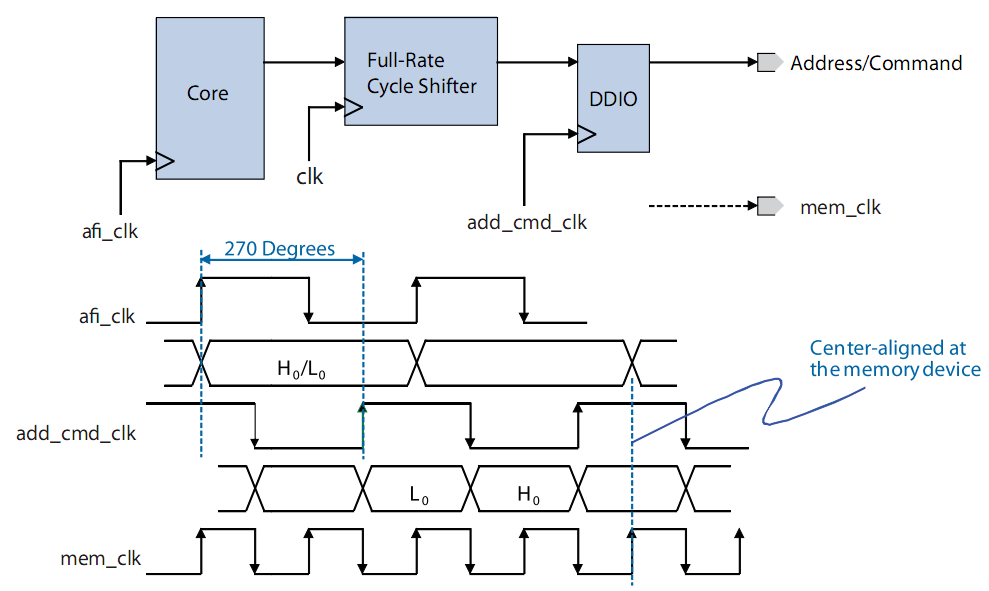 Core
Full-Rate
Cycle Shifter
DDIO
Address/Command
clk
afi_clk
add_cmd_clk
mem_clk
270 Degrees
afi_clk
H0/L0
Center-aligned at
the memory device
add_cmd_clk
L0
H0
mem_clk